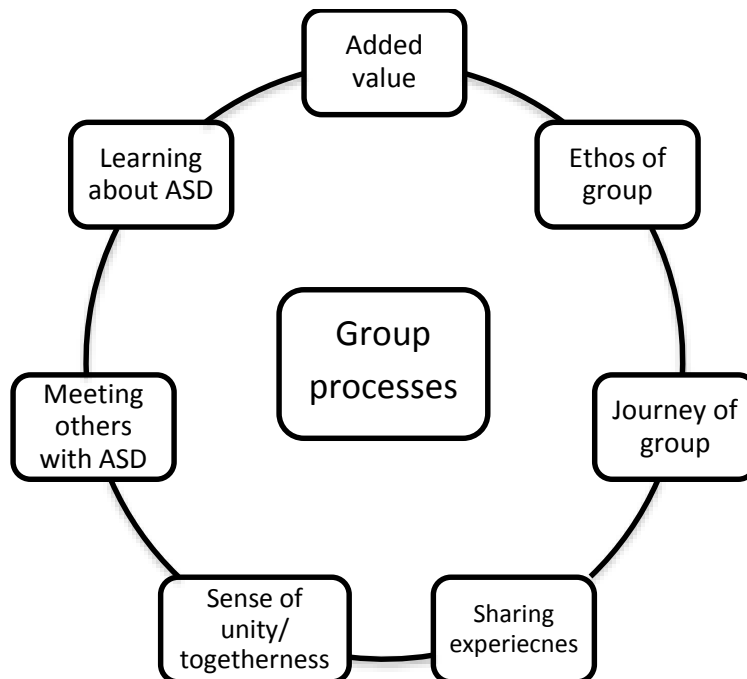 Added
value
Ethos of
group
Journey of
group
Sharing
experiecnes
Sense of
unity/
togetherness
Meeting
others
with ASD
Learning
about ASD
Group
processes